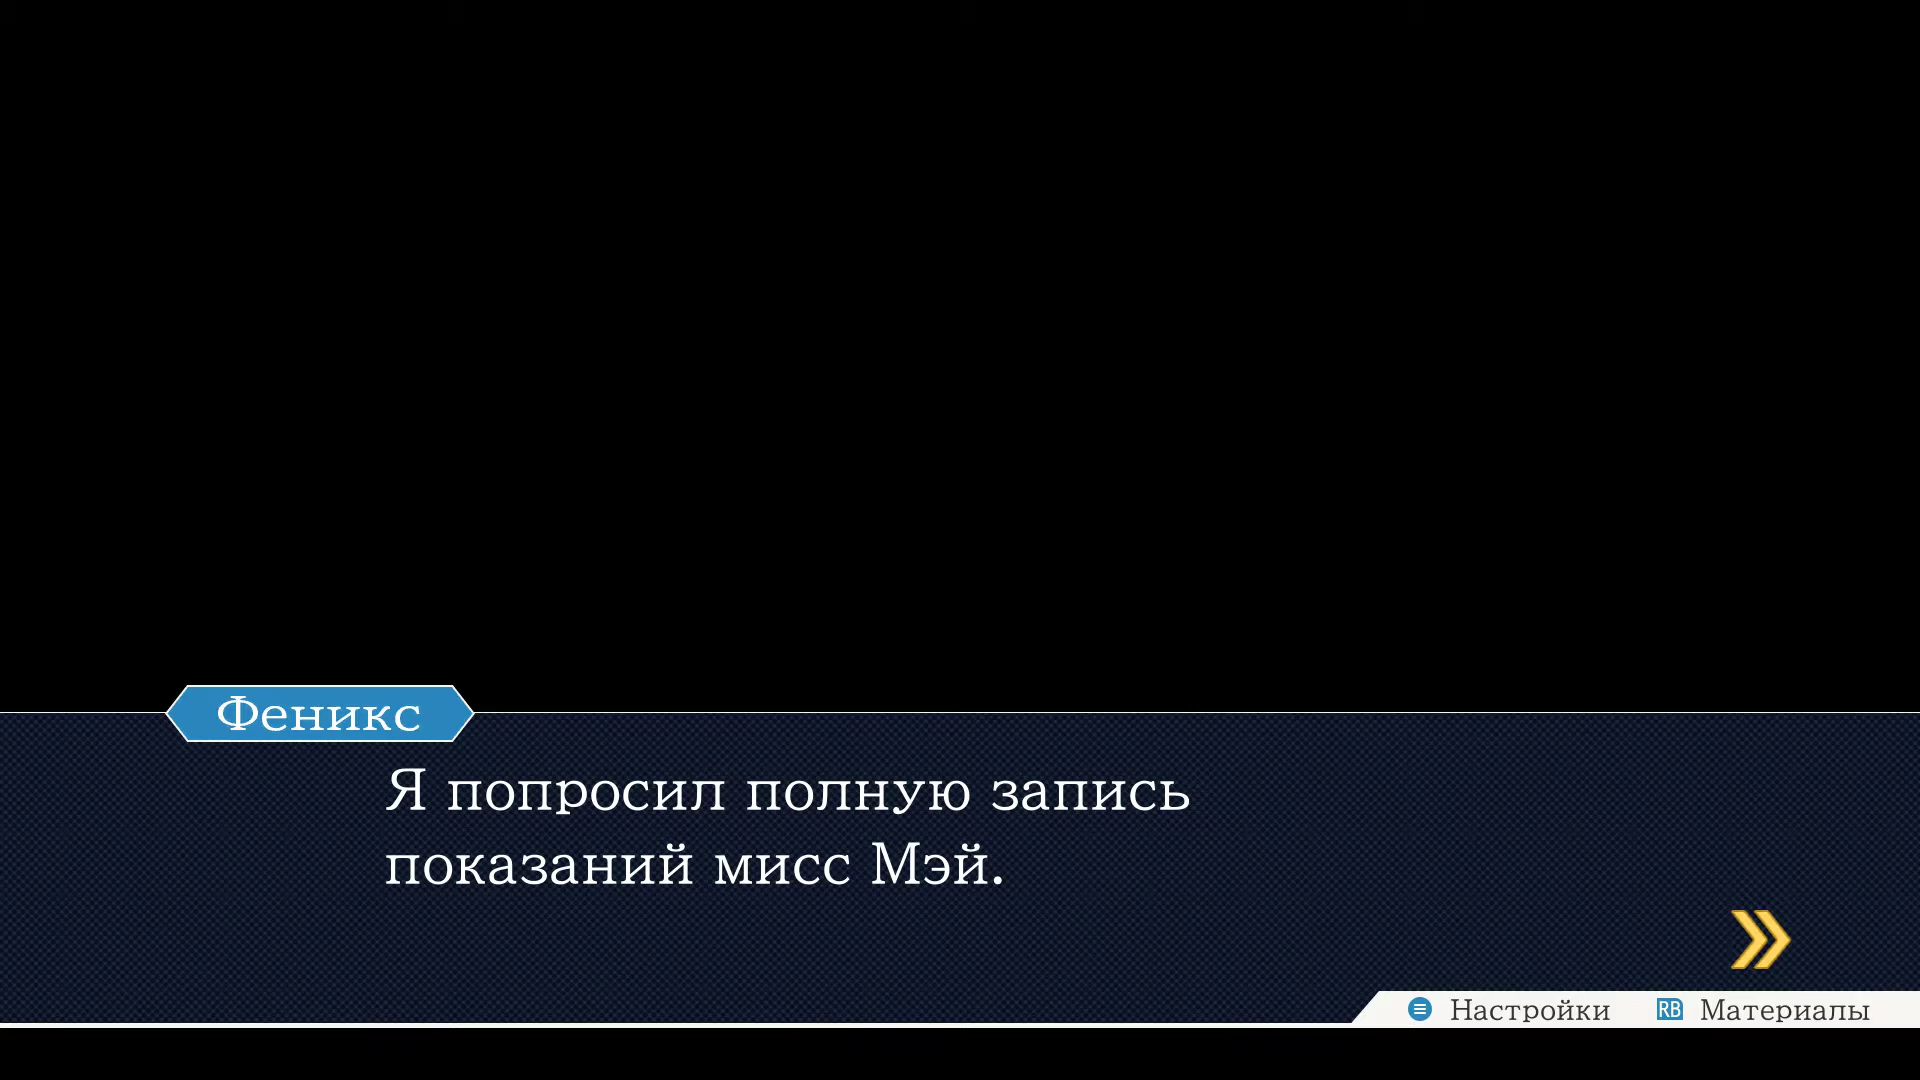 Феникс
Я попросил полную запись
показаний мисс Мэй.
Настройки
RB Материалы